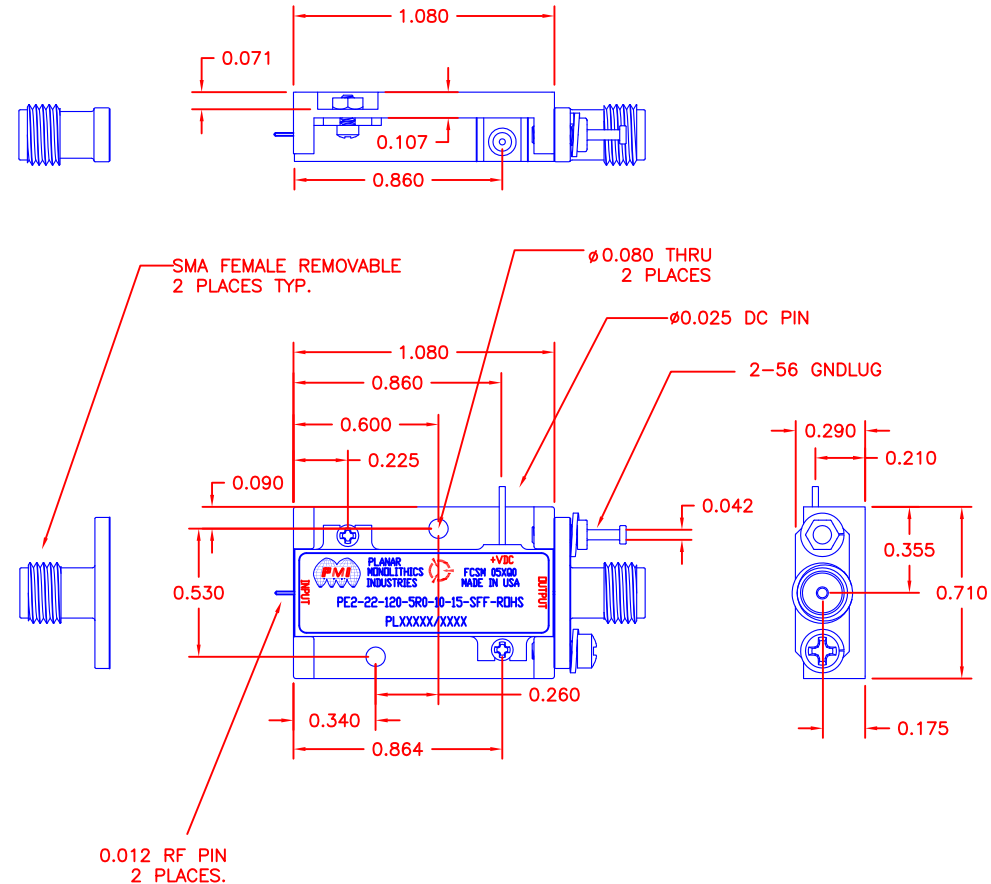 1.080
0.071
0.107
0.860
SMA FEMALE REMOVABLE
2 PLACES TYP.
ø0.080 THRU
2 PLACES
ø0.025 DC PIN
2-56 GNDLUG
1.080
0.860
0.600
0.225
0.090
0.530
0.042
0.290
0.210
0.355
0.710
0.175
PMI
PLANAR
MONOLITHICS
INDUSTRIES
+VDC
FCSM 05XQ0
MADE IN USA
INPUT
OUTPUT
PE2-22-120-5R0-10-15-SFF-ROHS
PLXXXXX/XXXX
0.260
0.340
0.864
0.012 RF PIN
2 PLACES.